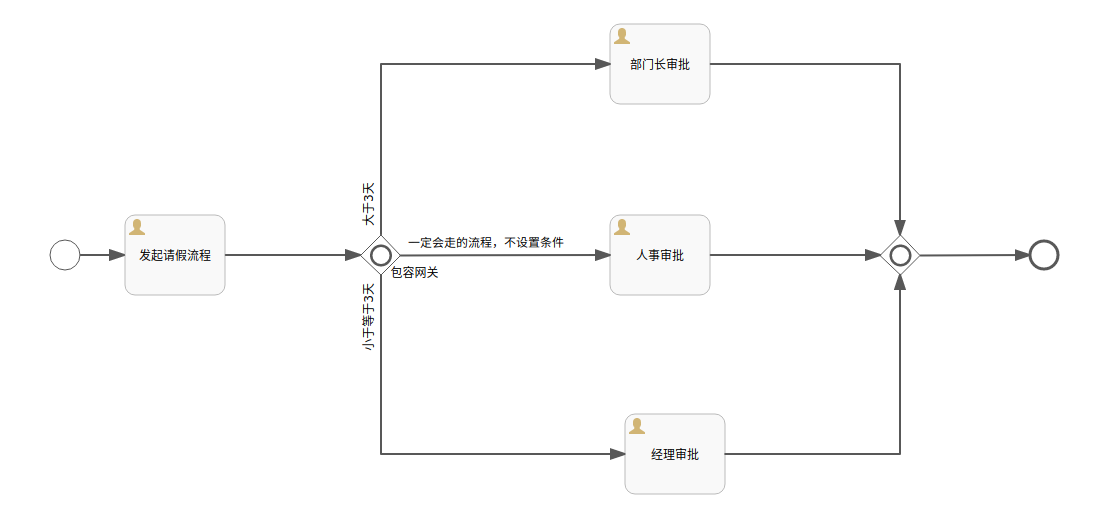 部门长审批
大于3天
一定会走的流程，不设置条件
发起请假流程
人事审批
包容网关
小于等于3天
经理审批